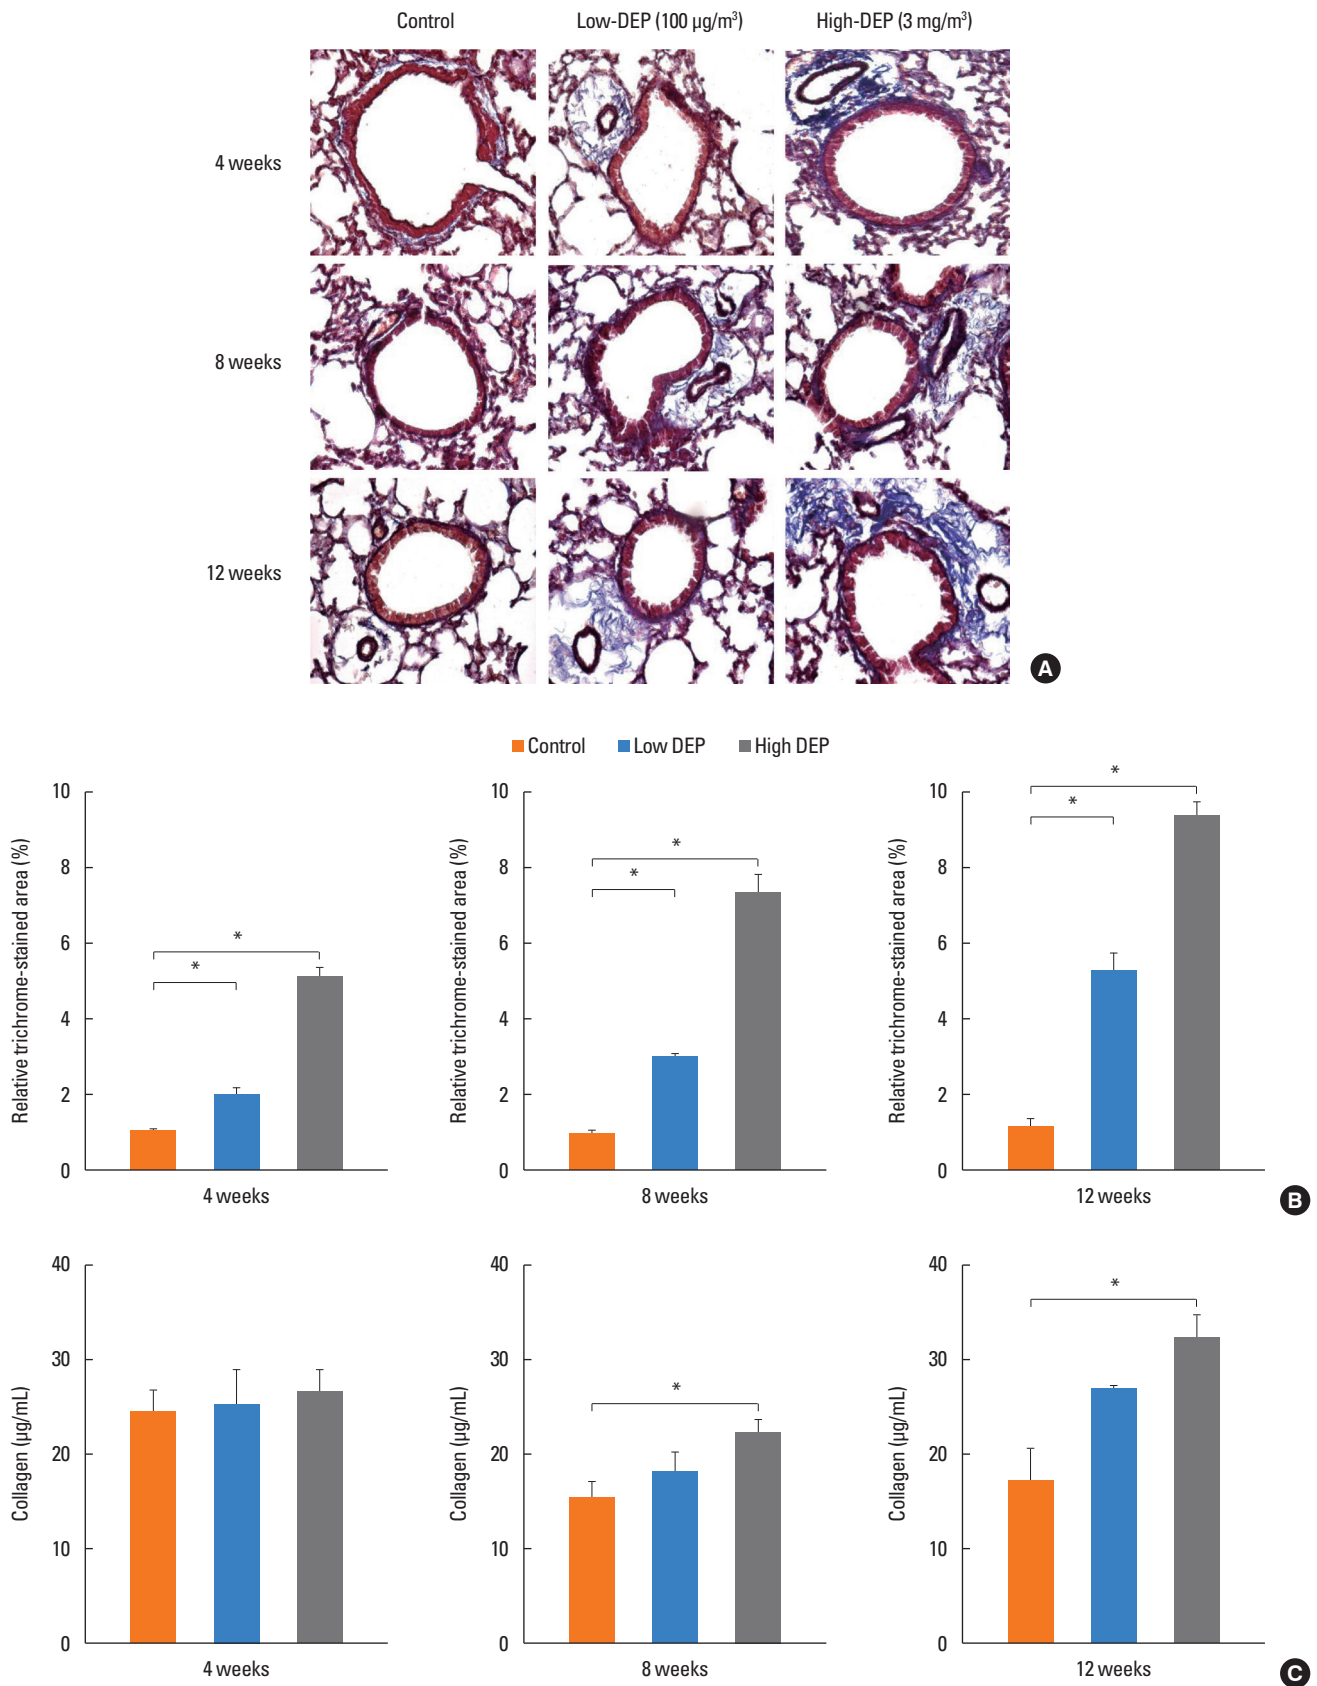 Control Low-DEP (100 µg/m³) High-DEP (3 mg/m³)
4 weeks
8 weeks
12 weeks
A
Control Low DEP High DEP
Relative trichrome-stained area (%)
10
8
6
4
2
0
* *
4 weeks
Relative trichrome-stained area (%)
10
8
6
4
2
0
* *
8 weeks
Relative trichrome-stained area (%)
10
8
6
4
2
0
* *
12 weeks
B
Collagen (µg/mL)
40
30
20
10
0
4 weeks
Collagen (µg/mL)
40
30
20
10
0
*
8 weeks
Collagen (µg/mL)
40
30
20
10
0
*
12 weeks
C